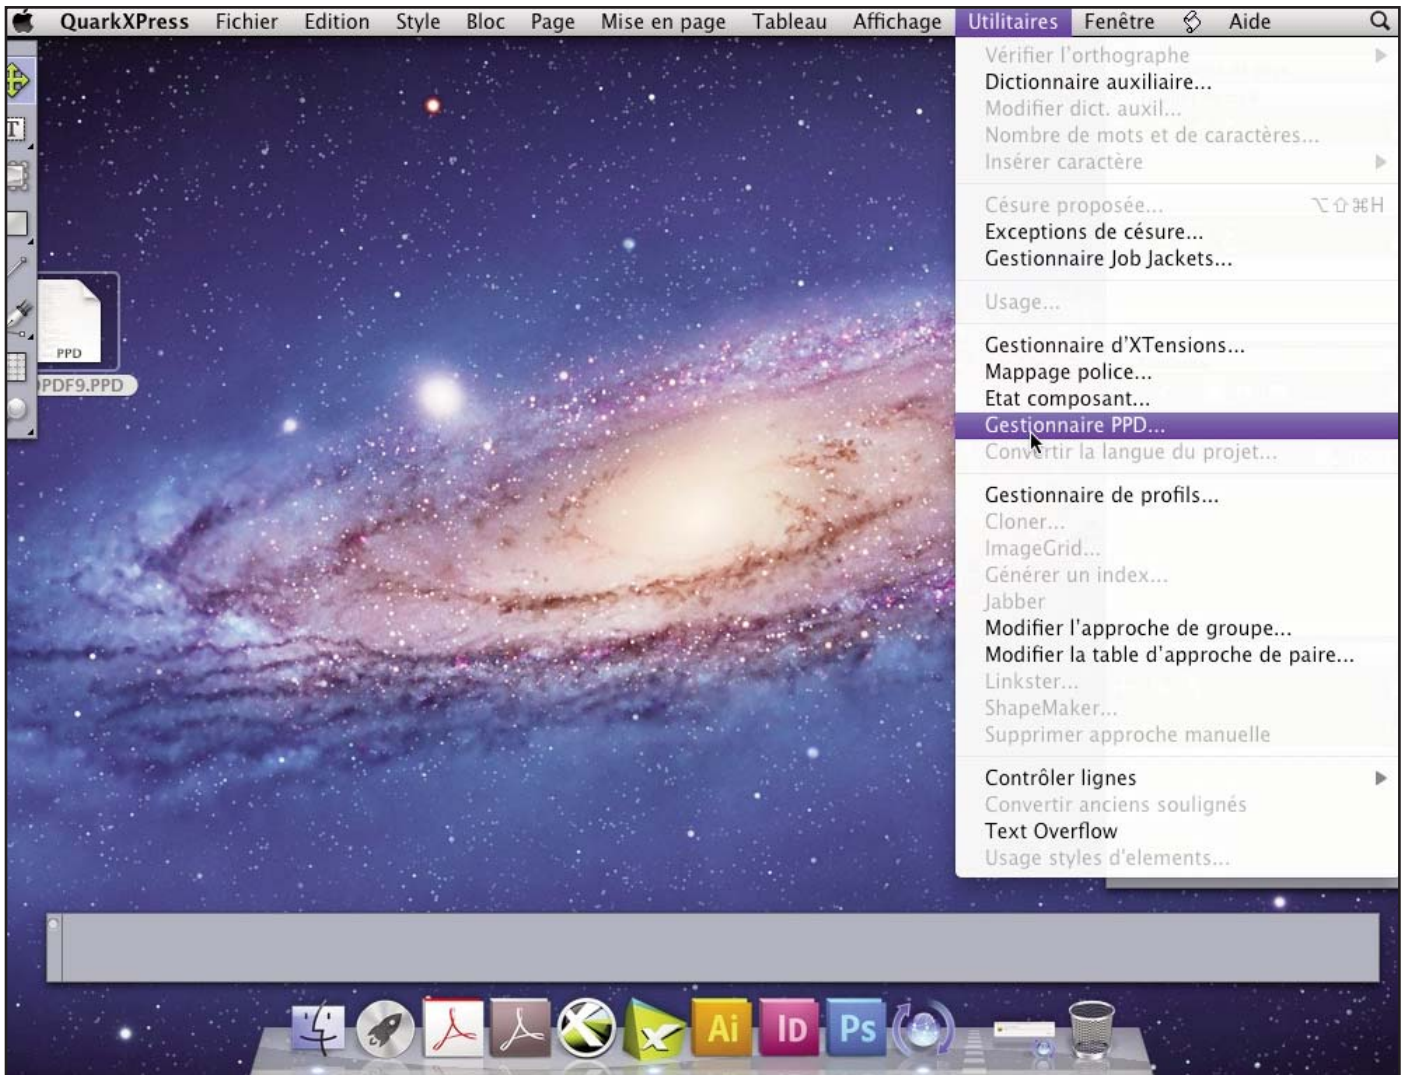 QuarkXPress Fichier Edition Style Bloc Page Mise en page Tableau Affichage Utilitaires Fenêtre Aide
Vérifier l'orthographe
Dictionnaire auxiliaire...
Modifier dict. auxil...
Nombre de mots et de caractères...
Insérer caractère
Césure proposée... ⌥⇧⌘H
Exceptions de césure...
Gestionnaire Job Jackets...
Usage...
Gestionnaire d'XTensions...
Mappage police...
Etat composant...
Gestionnaire PPD...
Convertir la langue du projet...
Gestionnaire de profils...
Cloner...
ImageGrid...
Générer un index...
Jabber
Modifier l'approche de groupe...
Modifier la table d'approche de paire...
Linkster...
ShapeMaker...
Supprimer approche manuelle
Contrôler lignes
Convertir anciens soulignés
Text Overflow
Usage styles d'elements...
T
PPD
PDF9.PPD
Ai ID Ps